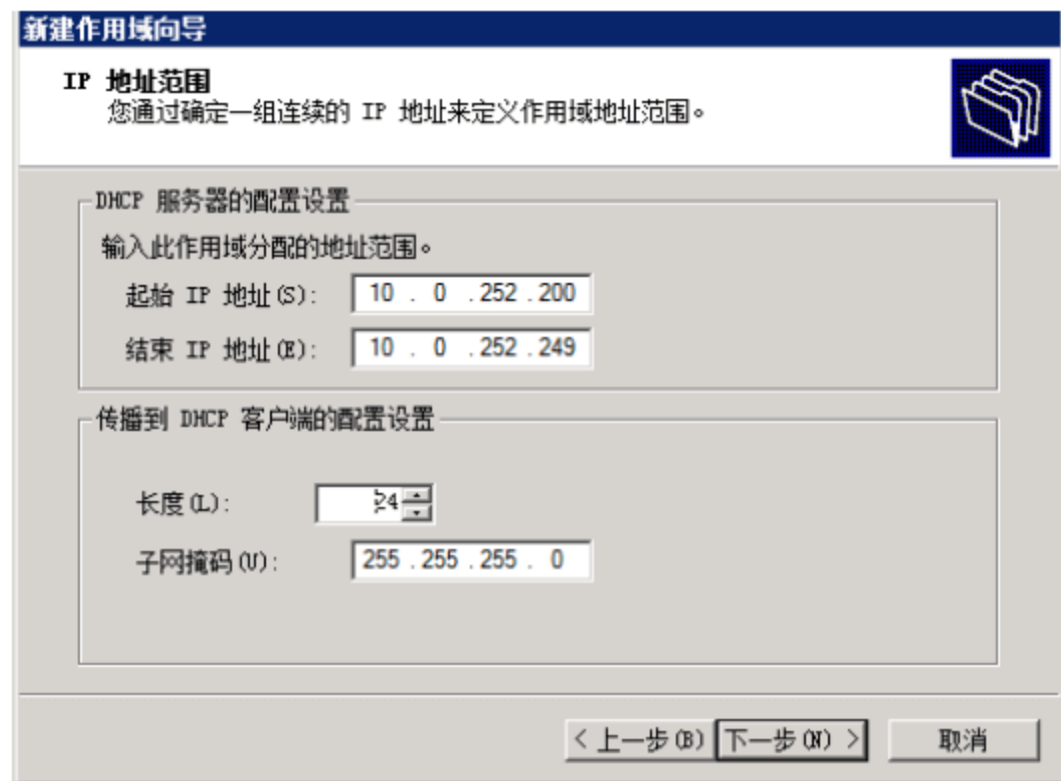 新建作用域向导
IP 地址范围
您通过确定一组连续的 IP 地址来定义作用域地址范围。
DHCP 服务器的配置设置
输入此作用域分配的地址范围。
起始 IP 地址(S): 10 . 0 .252 .200
结束 IP 地址(E): 10 . 0 .252 .249
传播到 DHCP 客户端的配置设置
长度(L): 24
子网掩码(U): 255 .255 .255 . 0
< 上一步(B) 下一步(N) > 取消